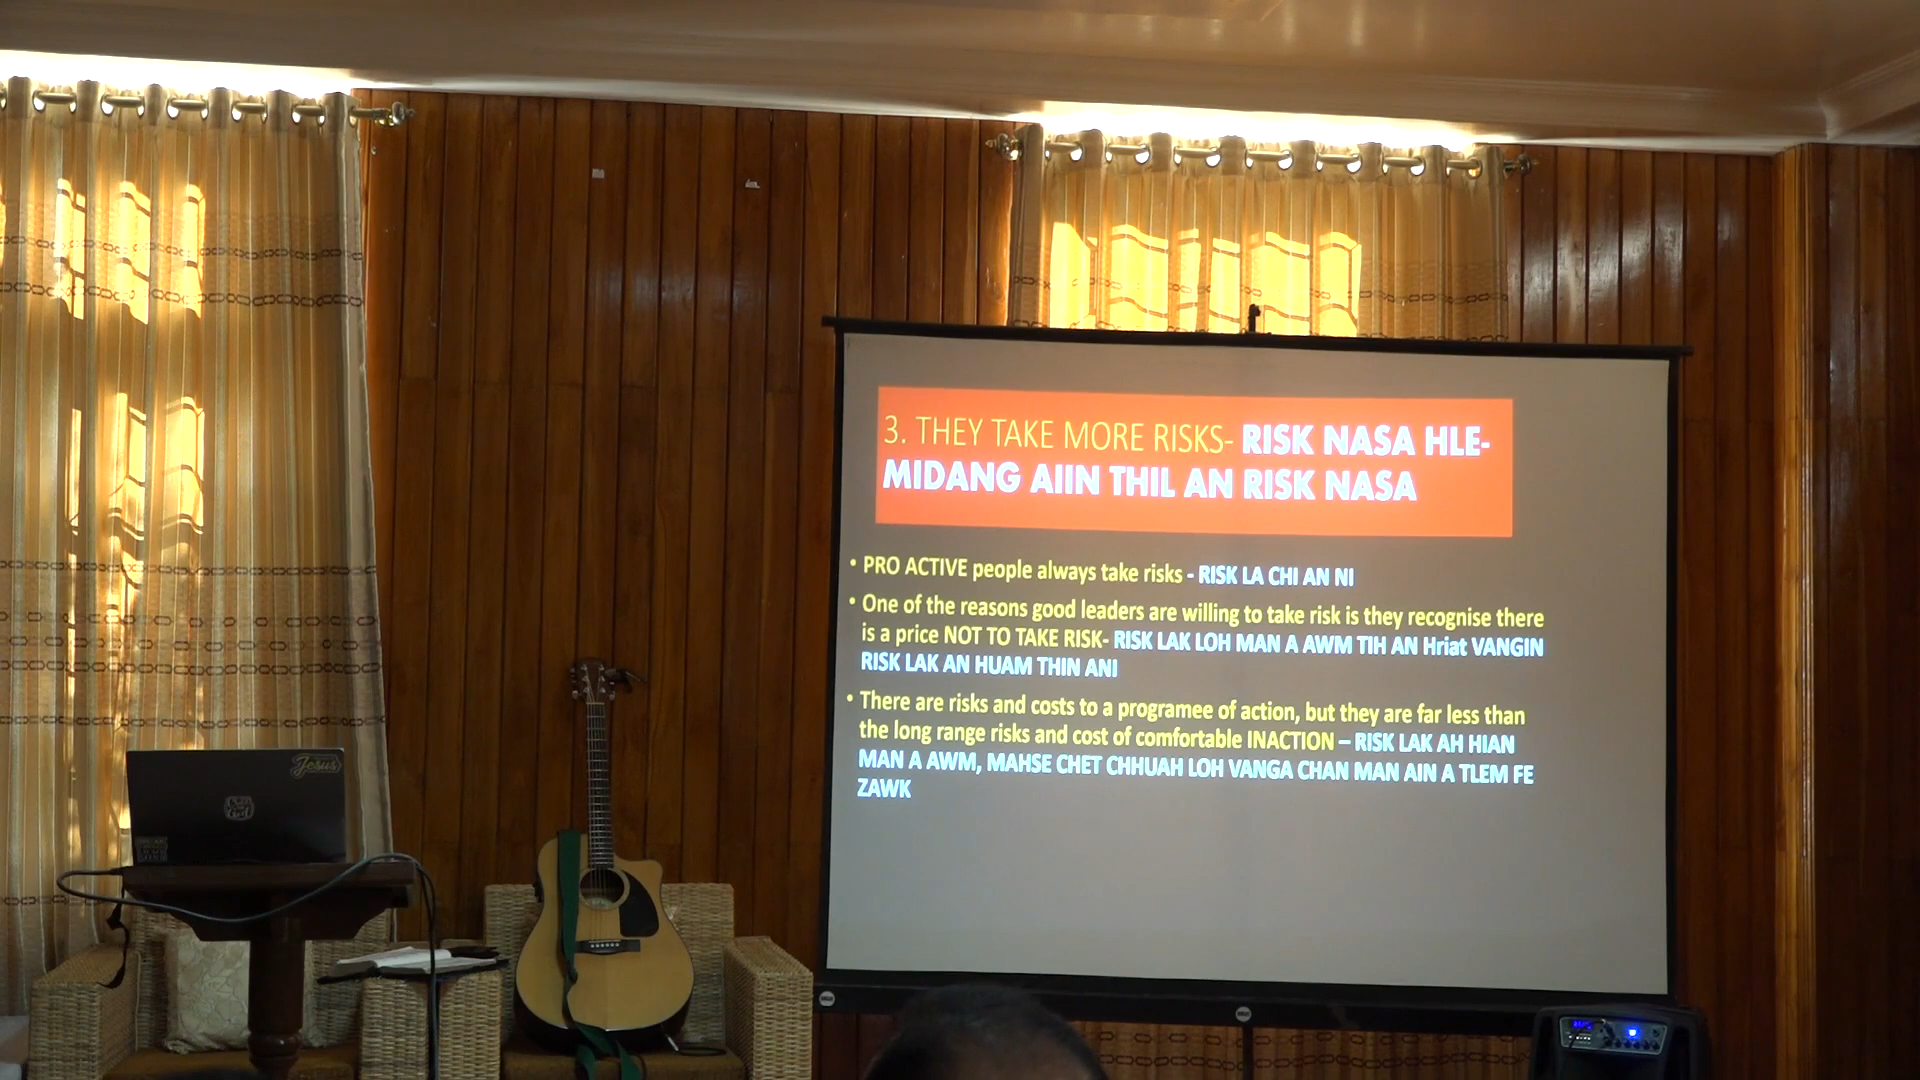 3. THEY TAKE MORE RISKS- RISK NASA HLE-
MIDANG AIIN THIL AN RISK NASA
• PRO ACTIVE people always take risks - RISK LA CHI AN NI
• One of the reasons good leaders are willing to take risk is they recognise there
is a price NOT TO TAKE RISK- RISK LAK LOH MAN A AWM TIH AN Hriat VANGIN
RISK LAK AN HUAM THIN ANI
• There are risks and costs to a programee of action, but they are far less than
the long range risks and cost of comfortable INACTION – RISK LAK AH HIAN
MAN A AWM, MAHSE CHET CHHUAH LOH VANGA CHAN MAN AIN A TLEM FE
ZAWK
Jesus